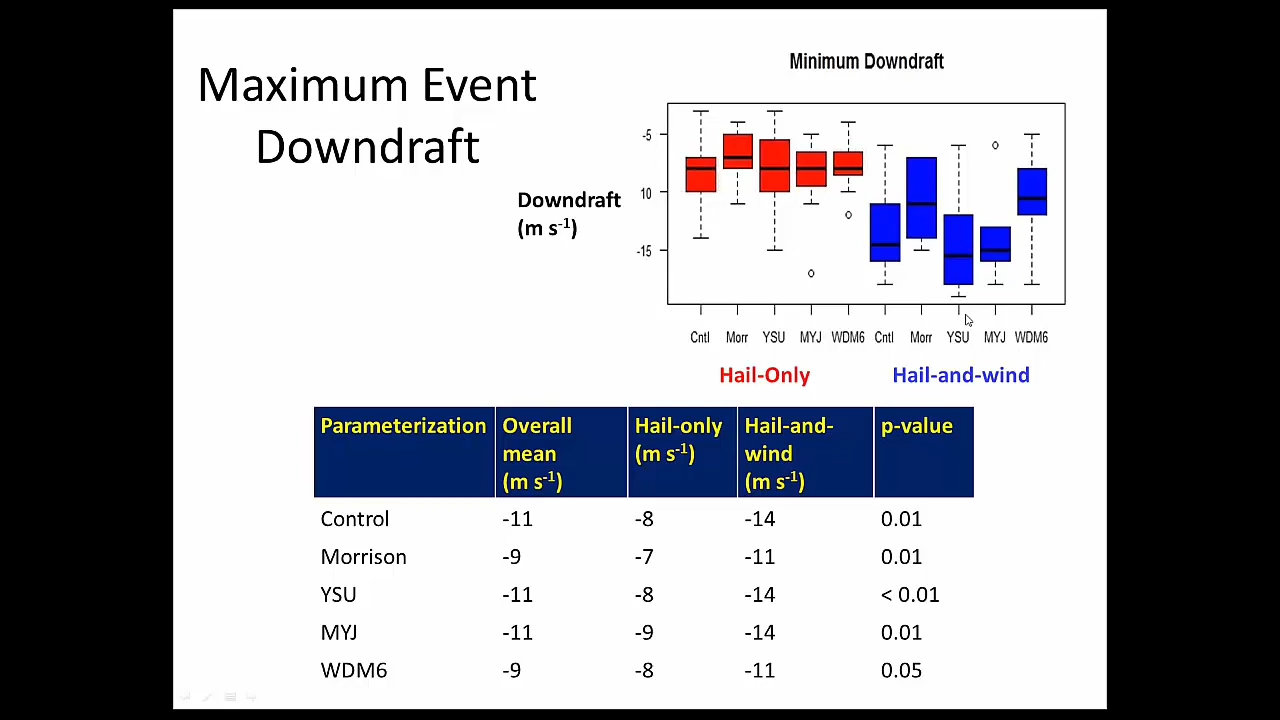 Maximum Event
Downdraft
Minimum Downdraft
Downdraft
(m s-1)
-5
10
-15
Cntl Morr YSU MYJ WDM6 Cntl Morr YSU MYJ WDM6
Hail-Only Hail-and-wind
Parameterization Overall mean (m s-1) Hail-only (m s-1) Hail-and-wind (m s-1) p-value
Control -11 -8 -14 0.01
Morrison -9 -7 -11 0.01
YSU -11 -8 -14 < 0.01
MYJ -11 -9 -14 0.01
WDM6 -9 -8 -11 0.05